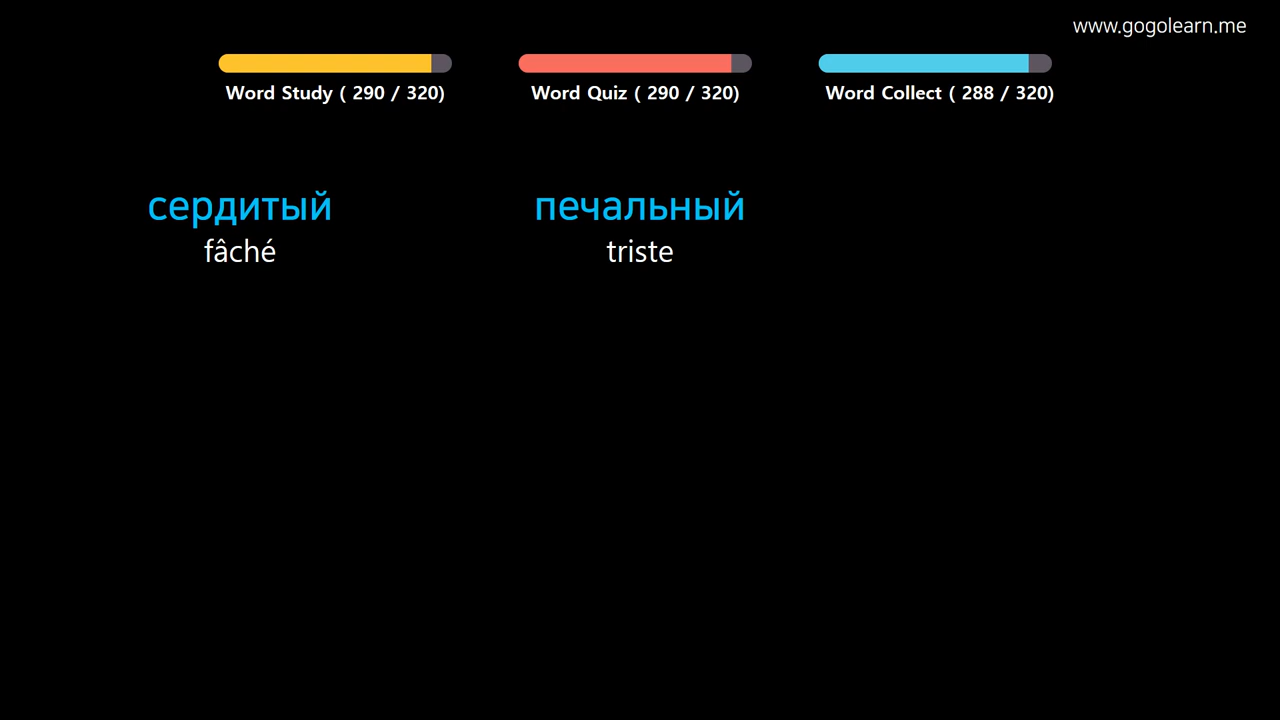 www.gogolearn.me
Word Study ( 290 / 320)
Word Quiz ( 290 / 320)
Word Collect ( 288 / 320)
сердитый
fâché
печальный
triste